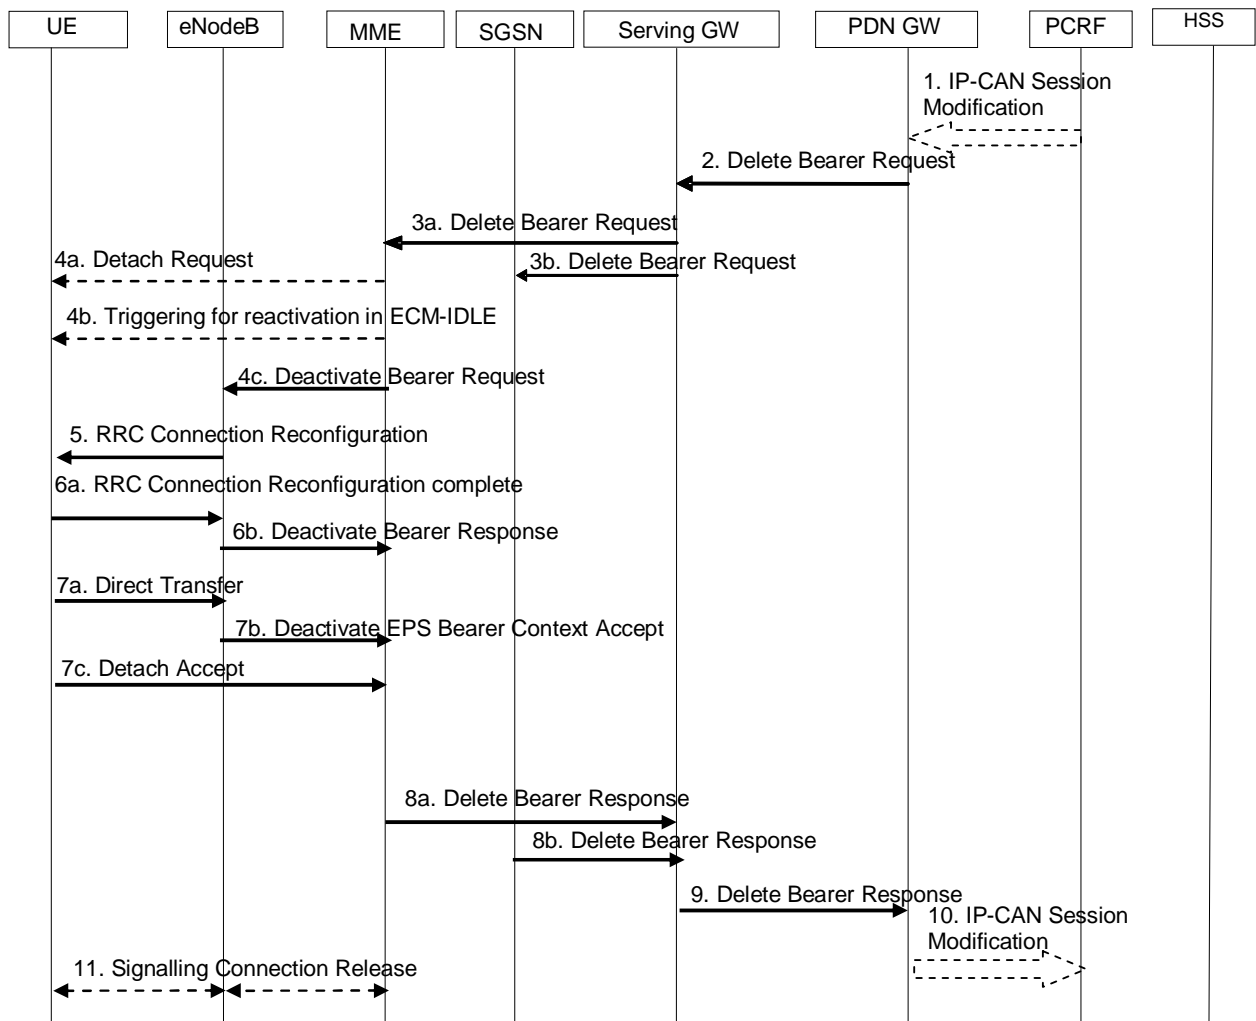 UE
eNodeB
MME
SGSN
Serving GW
PDN GW
PCRF
HSS
1. IP-CAN Session
Modification
2. Delete Bearer Request
3a. Delete Bearer Request
3b. Delete Bearer Request
4a. Detach Request
4b. Triggering for reactivation in ECM-IDLE
4c. Deactivate Bearer Request
5. RRC Connection Reconfiguration
6a. RRC Connection Reconfiguration complete
6b. Deactivate Bearer Response
7a. Direct Transfer
7b. Deactivate EPS Bearer Context Accept
7c. Detach Accept
8a. Delete Bearer Response
8b. Delete Bearer Response
9. Delete Bearer Response
10. IP-CAN Session
Modification
11. Signalling Connection Release